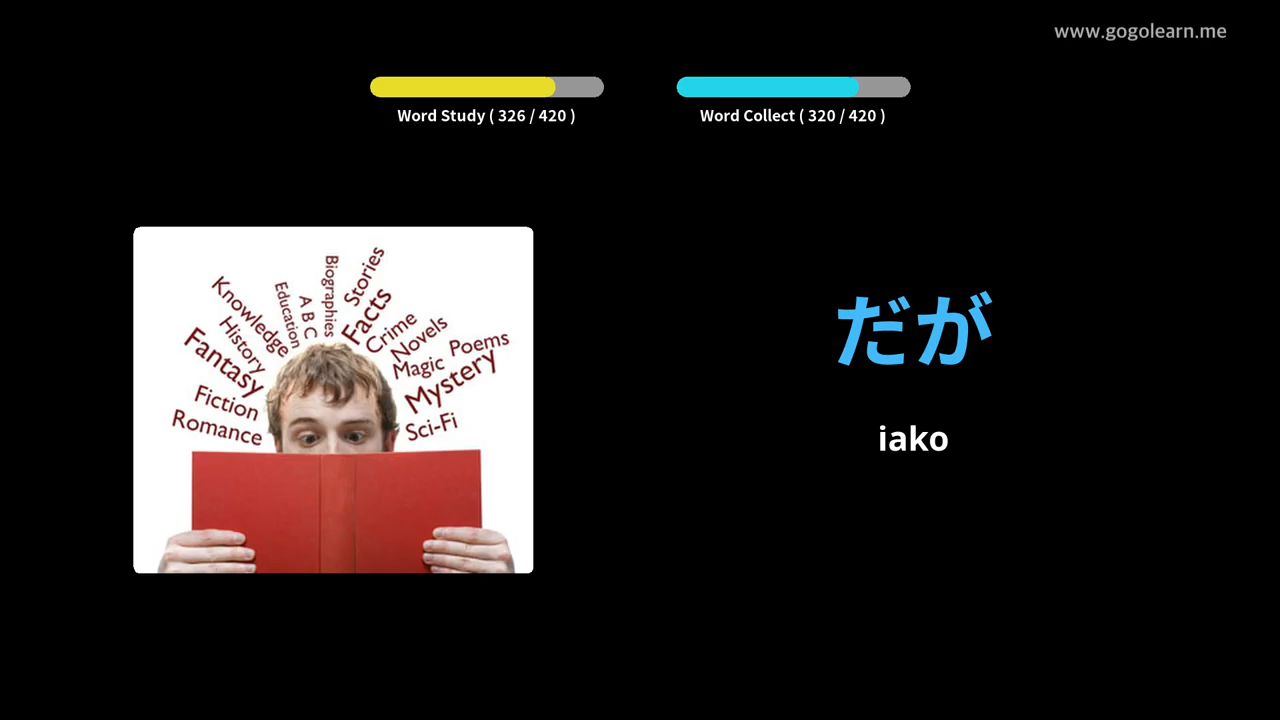 www.gogolearn.me
Word Study ( 326 / 420 )
Word Collect ( 320 / 420 )
Biographies
Stories
Education
A B C
Facts
Knowledge
Crime
History
Novels
Poems
Fantasy
Magic
Mystery
Fiction
Romance
Sci-Fi
だが
iako